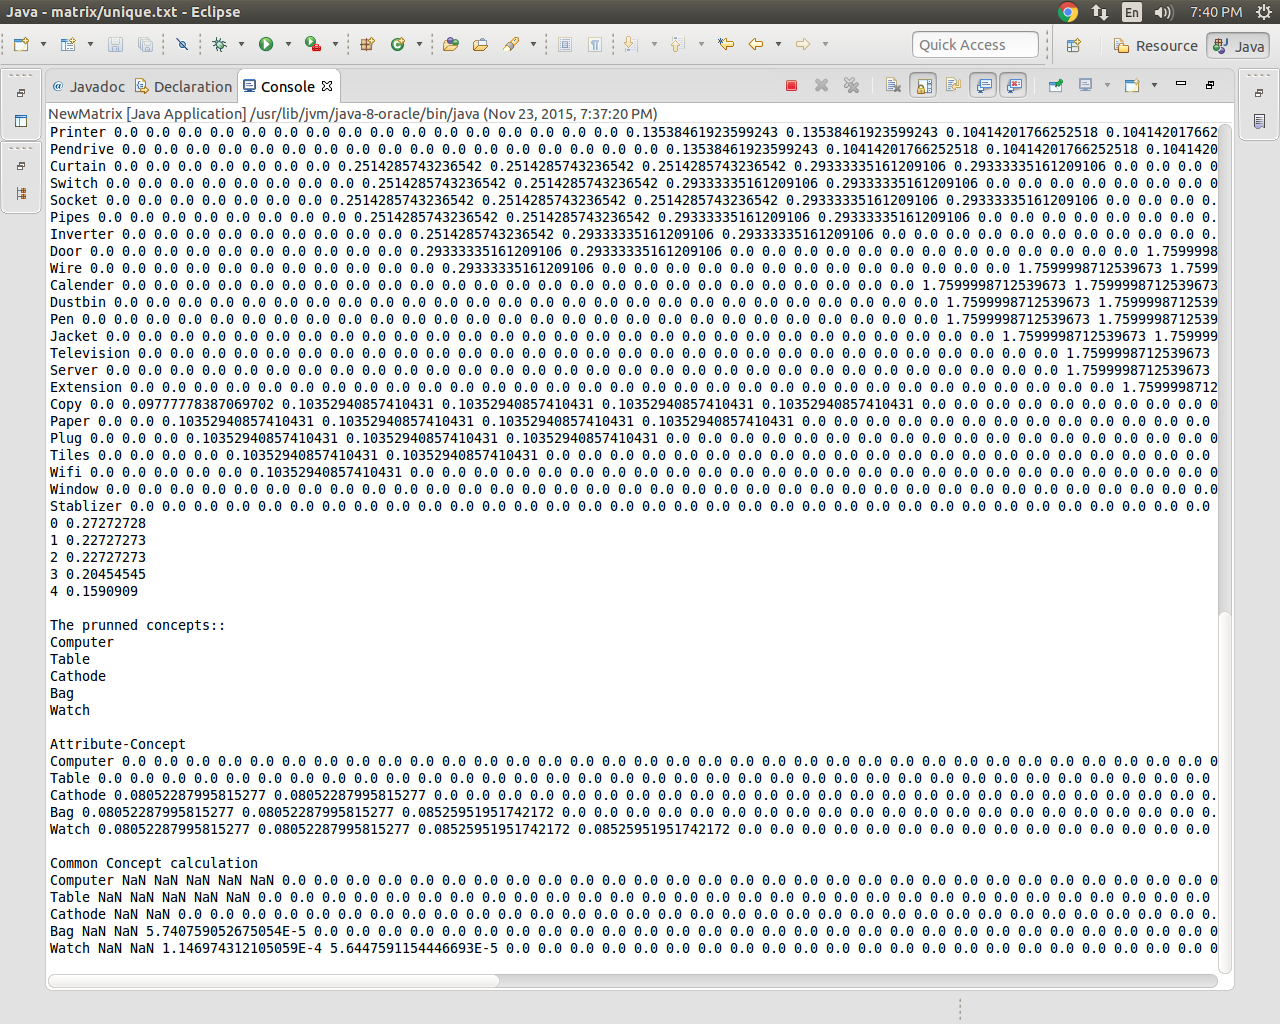 Java - matrix/unique.txt - Eclipse
En
7:40 PM
Quick Access
Resource
Java
@ Javadoc
Declaration
Console
NewMatrix [Java Application] /usr/lib/jvm/java-8-oracle/bin/java (Nov 23, 2015, 7:37:20 PM)
Printer 0.0 0.0 0.0 0.0 0.0 0.0 0.0 0.0 0.0 0.0 0.0 0.0 0.0 0.0 0.0 0.0 0.13538461923599243 0.13538461923599243 0.10414201766252518 0.104142017662
Pendrive 0.0 0.0 0.0 0.0 0.0 0.0 0.0 0.0 0.0 0.0 0.0 0.0 0.0 0.0 0.0 0.0 0.0 0.13538461923599243 0.10414201766252518 0.10414201766252518 0.1041420
Curtain 0.0 0.0 0.0 0.0 0.0 0.0 0.0 0.2514285743236542 0.2514285743236542 0.2514285743236542 0.29333335161209106 0.29333335161209106 0.0 0.0 0.0 0
Switch 0.0 0.0 0.0 0.0 0.0 0.0 0.0 0.0 0.2514285743236542 0.2514285743236542 0.29333335161209106 0.29333335161209106 0.0 0.0 0.0 0.0 0.0 0.0 0.0 0
Socket 0.0 0.0 0.0 0.0 0.0 0.0 0.0 0.2514285743236542 0.2514285743236542 0.2514285743236542 0.29333335161209106 0.29333335161209106 0.0 0.0 0.0 0.
Pipes 0.0 0.0 0.0 0.0 0.0 0.0 0.0 0.0 0.2514285743236542 0.2514285743236542 0.29333335161209106 0.29333335161209106 0.0 0.0 0.0 0.0 0.0 0.0 0.0 0.
Inverter 0.0 0.0 0.0 0.0 0.0 0.0 0.0 0.0 0.0 0.2514285743236542 0.29333335161209106 0.29333335161209106 0.0 0.0 0.0 0.0 0.0 0.0 0.0 0.0 0.0 0.0 0
Door 0.0 0.0 0.0 0.0 0.0 0.0 0.0 0.0 0.0 0.0 0.29333335161209106 0.29333335161209106 0.0 0.0 0.0 0.0 0.0 0.0 0.0 0.0 0.0 0.0 0.0 0.0 0.0 1.7599998
Wire 0.0 0.0 0.0 0.0 0.0 0.0 0.0 0.0 0.0 0.0 0.0 0.29333335161209106 0.0 0.0 0.0 0.0 0.0 0.0 0.0 0.0 0.0 0.0 0.0 0.0 0.0 1.7599998712539673 1.7599
Calender 0.0 0.0 0.0 0.0 0.0 0.0 0.0 0.0 0.0 0.0 0.0 0.0 0.0 0.0 0.0 0.0 0.0 0.0 0.0 0.0 0.0 0.0 0.0 0.0 0.0 1.7599998712539673 1.7599998712539673
Dustbin 0.0 0.0 0.0 0.0 0.0 0.0 0.0 0.0 0.0 0.0 0.0 0.0 0.0 0.0 0.0 0.0 0.0 0.0 0.0 0.0 0.0 0.0 0.0 0.0 0.0 0.0 1.7599998712539673 1.7599998712539
Pen 0.0 0.0 0.0 0.0 0.0 0.0 0.0 0.0 0.0 0.0 0.0 0.0 0.0 0.0 0.0 0.0 0.0 0.0 0.0 0.0 0.0 0.0 0.0 0.0 0.0 0.0 0.0 1.7599998712539673 1.7599998712539
Jacket 0.0 0.0 0.0 0.0 0.0 0.0 0.0 0.0 0.0 0.0 0.0 0.0 0.0 0.0 0.0 0.0 0.0 0.0 0.0 0.0 0.0 0.0 0.0 0.0 0.0 0.0 0.0 0.0 1.7599998712539673 1.759999
Television 0.0 0.0 0.0 0.0 0.0 0.0 0.0 0.0 0.0 0.0 0.0 0.0 0.0 0.0 0.0 0.0 0.0 0.0 0.0 0.0 0.0 0.0 0.0 0.0 0.0 0.0 0.0 0.0 0.0 1.7599998712539673
Server 0.0 0.0 0.0 0.0 0.0 0.0 0.0 0.0 0.0 0.0 0.0 0.0 0.0 0.0 0.0 0.0 0.0 0.0 0.0 0.0 0.0 0.0 0.0 0.0 0.0 0.0 0.0 0.0 0.0 0.0 1.7599998712539673
Extension 0.0 0.0 0.0 0.0 0.0 0.0 0.0 0.0 0.0 0.0 0.0 0.0 0.0 0.0 0.0 0.0 0.0 0.0 0.0 0.0 0.0 0.0 0.0 0.0 0.0 0.0 0.0 0.0 0.0 0.0 0.0 1.7599998712
Copy 0.0 0.09777778387069702 0.10352940857410431 0.10352940857410431 0.10352940857410431 0.10352940857410431 0.0 0.0 0.0 0.0 0.0 0.0 0.0 0.0 0.0 0
Paper 0.0 0.0 0.10352940857410431 0.10352940857410431 0.10352940857410431 0.10352940857410431 0.0 0.0 0.0 0.0 0.0 0.0 0.0 0.0 0.0 0.0 0.0 0.0 0.0
Plug 0.0 0.0 0.0 0.10352940857410431 0.10352940857410431 0.10352940857410431 0.0 0.0 0.0 0.0 0.0 0.0 0.0 0.0 0.0 0.0 0.0 0.0 0.0 0.0 0.0 0.0 0.0 0
Tiles 0.0 0.0 0.0 0.0 0.10352940857410431 0.10352940857410431 0.0 0.0 0.0 0.0 0.0 0.0 0.0 0.0 0.0 0.0 0.0 0.0 0.0 0.0 0.0 0.0 0.0 0.0 0.0 0.0 0.0
Wifi 0.0 0.0 0.0 0.0 0.0 0.10352940857410431 0.0 0.0 0.0 0.0 0.0 0.0 0.0 0.0 0.0 0.0 0.0 0.0 0.0 0.0 0.0 0.0 0.0 0.0 0.0 0.0 0.0 0.0 0.0 0.0 0.0 0
Window 0.0 0.0 0.0 0.0 0.0 0.0 0.0 0.0 0.0 0.0 0.0 0.0 0.0 0.0 0.0 0.0 0.0 0.0 0.0 0.0 0.0 0.0 0.0 0.0 0.0 0.0 0.0 0.0 0.0 0.0 0.0 0.0 0.0 0.0 0.0
Stablizer 0.0 0.0 0.0 0.0 0.0 0.0 0.0 0.0 0.0 0.0 0.0 0.0 0.0 0.0 0.0 0.0 0.0 0.0 0.0 0.0 0.0 0.0 0.0 0.0 0.0 0.0 0.0 0.0 0.0 0.0 0.0 0.0 0.0 0.0
0 0.27272728
1 0.22727273
2 0.22727273
3 0.20454545
4 0.1590909
The prunned concepts::
Computer
Table
Cathode
Bag
Watch
Attribute-Concept
Computer 0.0 0.0 0.0 0.0 0.0 0.0 0.0 0.0 0.0 0.0 0.0 0.0 0.0 0.0 0.0 0.0 0.0 0.0 0.0 0.0 0.0 0.0 0.0 0.0 0.0 0.0 0.0 0.0 0.0 0.0 0.0 0.0 0.0 0.0 0
Table 0.0 0.0 0.0 0.0 0.0 0.0 0.0 0.0 0.0 0.0 0.0 0.0 0.0 0.0 0.0 0.0 0.0 0.0 0.0 0.0 0.0 0.0 0.0 0.0 0.0 0.0 0.0 0.0 0.0 0.0 0.0 0.0 0.0 0.0 0.0
Cathode 0.08052287995815277 0.08052287995815277 0.0 0.0 0.0 0.0 0.0 0.0 0.0 0.0 0.0 0.0 0.0 0.0 0.0 0.0 0.0 0.0 0.0 0.0 0.0 0.0 0.0 0.0 0.0 0.0 0.
Bag 0.08052287995815277 0.08052287995815277 0.08525951951742172 0.0 0.0 0.0 0.0 0.0 0.0 0.0 0.0 0.0 0.0 0.0 0.0 0.0 0.0 0.0 0.0 0.0 0.0 0.0 0.
Watch 0.08052287995815277 0.08052287995815277 0.08525951951742172 0.08525951951742172 0.0 0.0 0.0 0.0 0.0 0.0 0.0 0.0 0.0 0.0 0.0 0.0 0.0 0.0 0.0
Common Concept calculation
Computer NaN NaN NaN NaN NaN 0.0 0.0 0.0 0.0 0.0 0.0 0.0 0.0 0.0 0.0 0.0 0.0 0.0 0.0 0.0 0.0 0.0 0.0 0.0 0.0 0.0 0.0 0.0 0.0 0.0 0.0 0.0 0.0 0.0 0
Table NaN NaN NaN NaN NaN 0.0 0.0 0.0 0.0 0.0 0.0 0.0 0.0 0.0 0.0 0.0 0.0 0.0 0.0 0.0 0.0 0.0 0.0 0.0 0.0 0.0 0.0 0.0 0.0 0.0 0.0 0.0 0.0 0.0 0.0
Cathode NaN NaN 0.0 0.0 0.0 0.0 0.0 0.0 0.0 0.0 0.0 0.0 0.0 0.0 0.0 0.0 0.0 0.0 0.0 0.0 0.0 0.0 0.0 0.0 0.0 0.0 0.0 0.0 0.0 0.0 0.0 0.0 0.0 0.0 0.
Bag NaN NaN 5.740759052675054E-5 0.0 0.0 0.0 0.0 0.0 0.0 0.0 0.0 0.0 0.0 0.0 0.0 0.0 0.0 0.0 0.0 0.0 0.0 0.0 0.0 0.0 0.0 0.0 0.0 0.0 0.0 0.0 0.0 0
Watch NaN NaN 1.146974312105059E-4 5.6447591154446693E-5 0.0 0.0 0.0 0.0 0.0 0.0 0.0 0.0 0.0 0.0 0.0 0.0 0.0 0.0 0.0 0.0 0.0 0.0 0.0 0.0 0.0 0.0 0